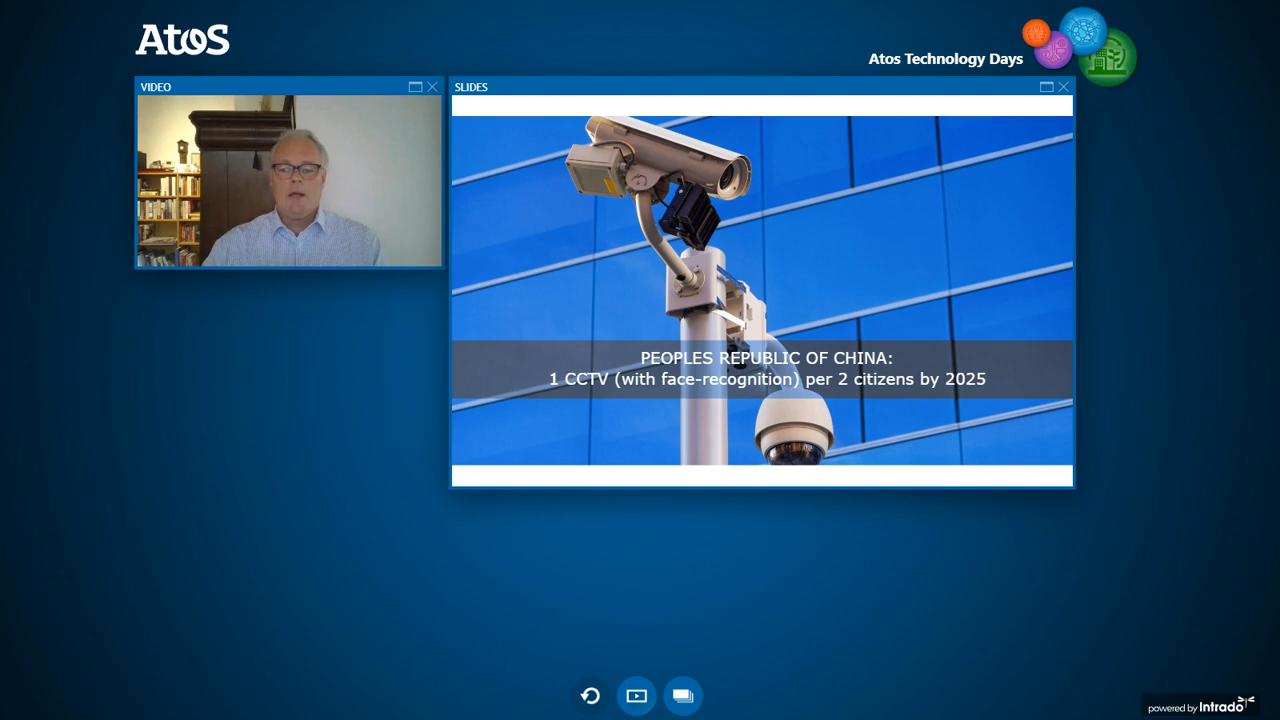 Atos
Atos Technology Days
VIDEO
SLIDES
PEOPLES REPUBLIC OF CHINA:
1 CCTV (with face-recognition) per 2 citizens by 2025
powered by Intrado